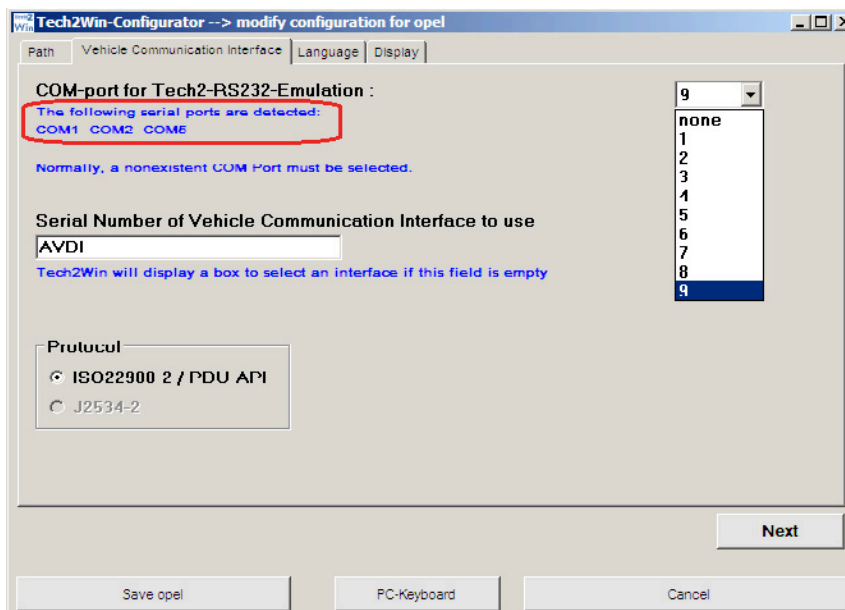 Tech2Win-Configurator --> modify configuration for opel
Path Vehicle Communication Interface Language Display
COM-port for Tech2-RS232-Emulation :
9
The following serial ports are detected:
COM1 COM2 COM5
none
1
2
3
4
5
6
7
8
9
Normally, a nonexistent COM Port must be selected.
Serial Number of Vehicle Communication Interface to use
AVDI
Tech2Win will display a box to select an interface if this field is empty
Protocol
ISO22900 2 / PDU API
J2534-2
Next
Save opel PC-Keyboard Cancel